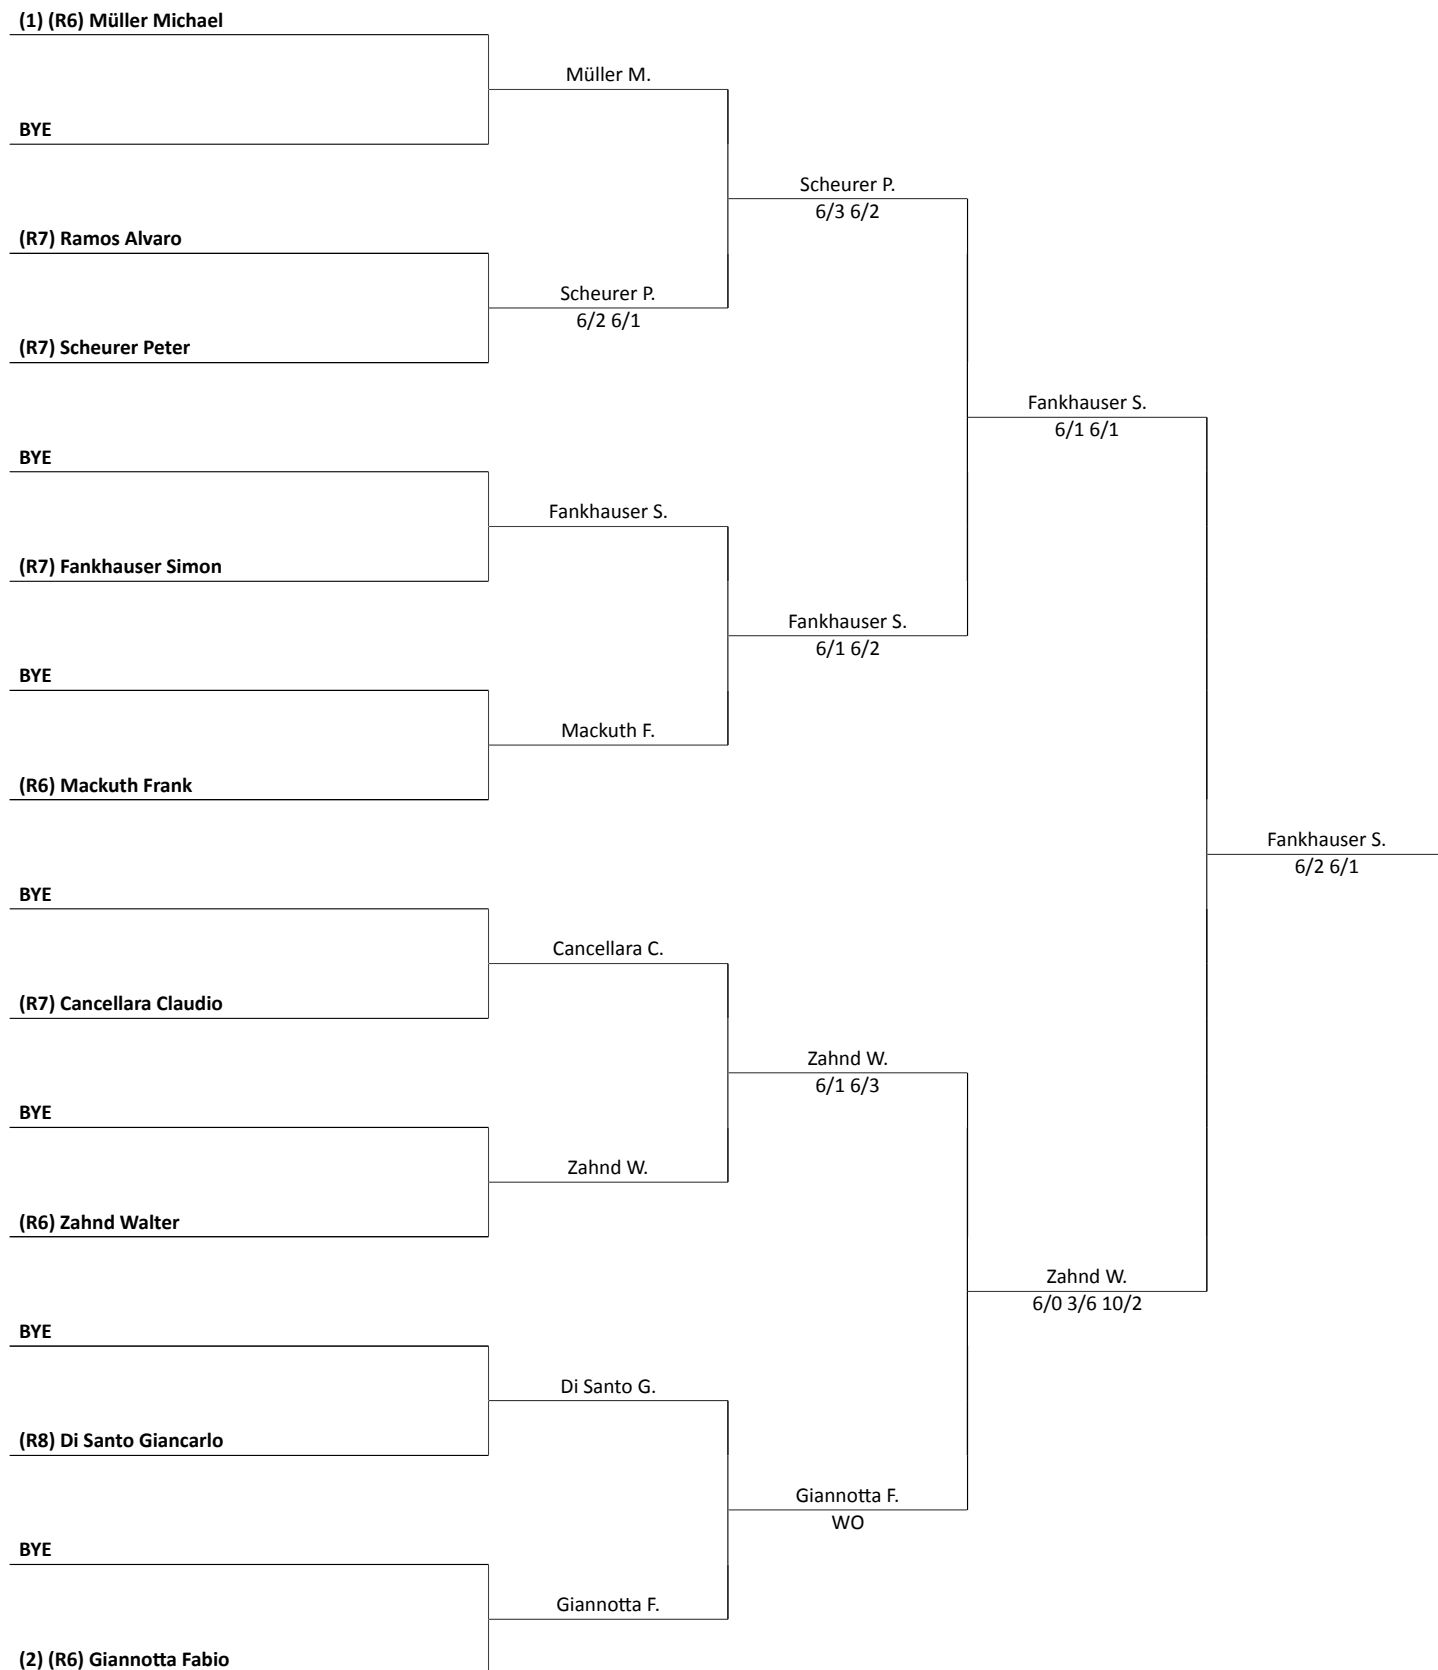 (1) (R6) Müller Michael
Müller M.
BYE
Scheurer P.
6/3 6/2
(R7) Ramos Alvaro
Scheurer P.
6/2 6/1
(R7) Scheurer Peter
Fankhauser S.
6/1 6/1
BYE
Fankhauser S.
(R7) Fankhauser Simon
Fankhauser S.
6/1 6/2
BYE
Mackuth F.
(R6) Mackuth Frank
Fankhauser S.
6/2 6/1
BYE
Cancellara C.
(R7) Cancellara Claudio
Zahnd W.
6/1 6/3
BYE
Zahnd W.
(R6) Zahnd Walter
Zahnd W.
6/0 3/6 10/2
BYE
Di Santo G.
(R8) Di Santo Giancarlo
Giannotta F.
WO
BYE
Giannotta F.
(2) (R6) Giannotta Fabio